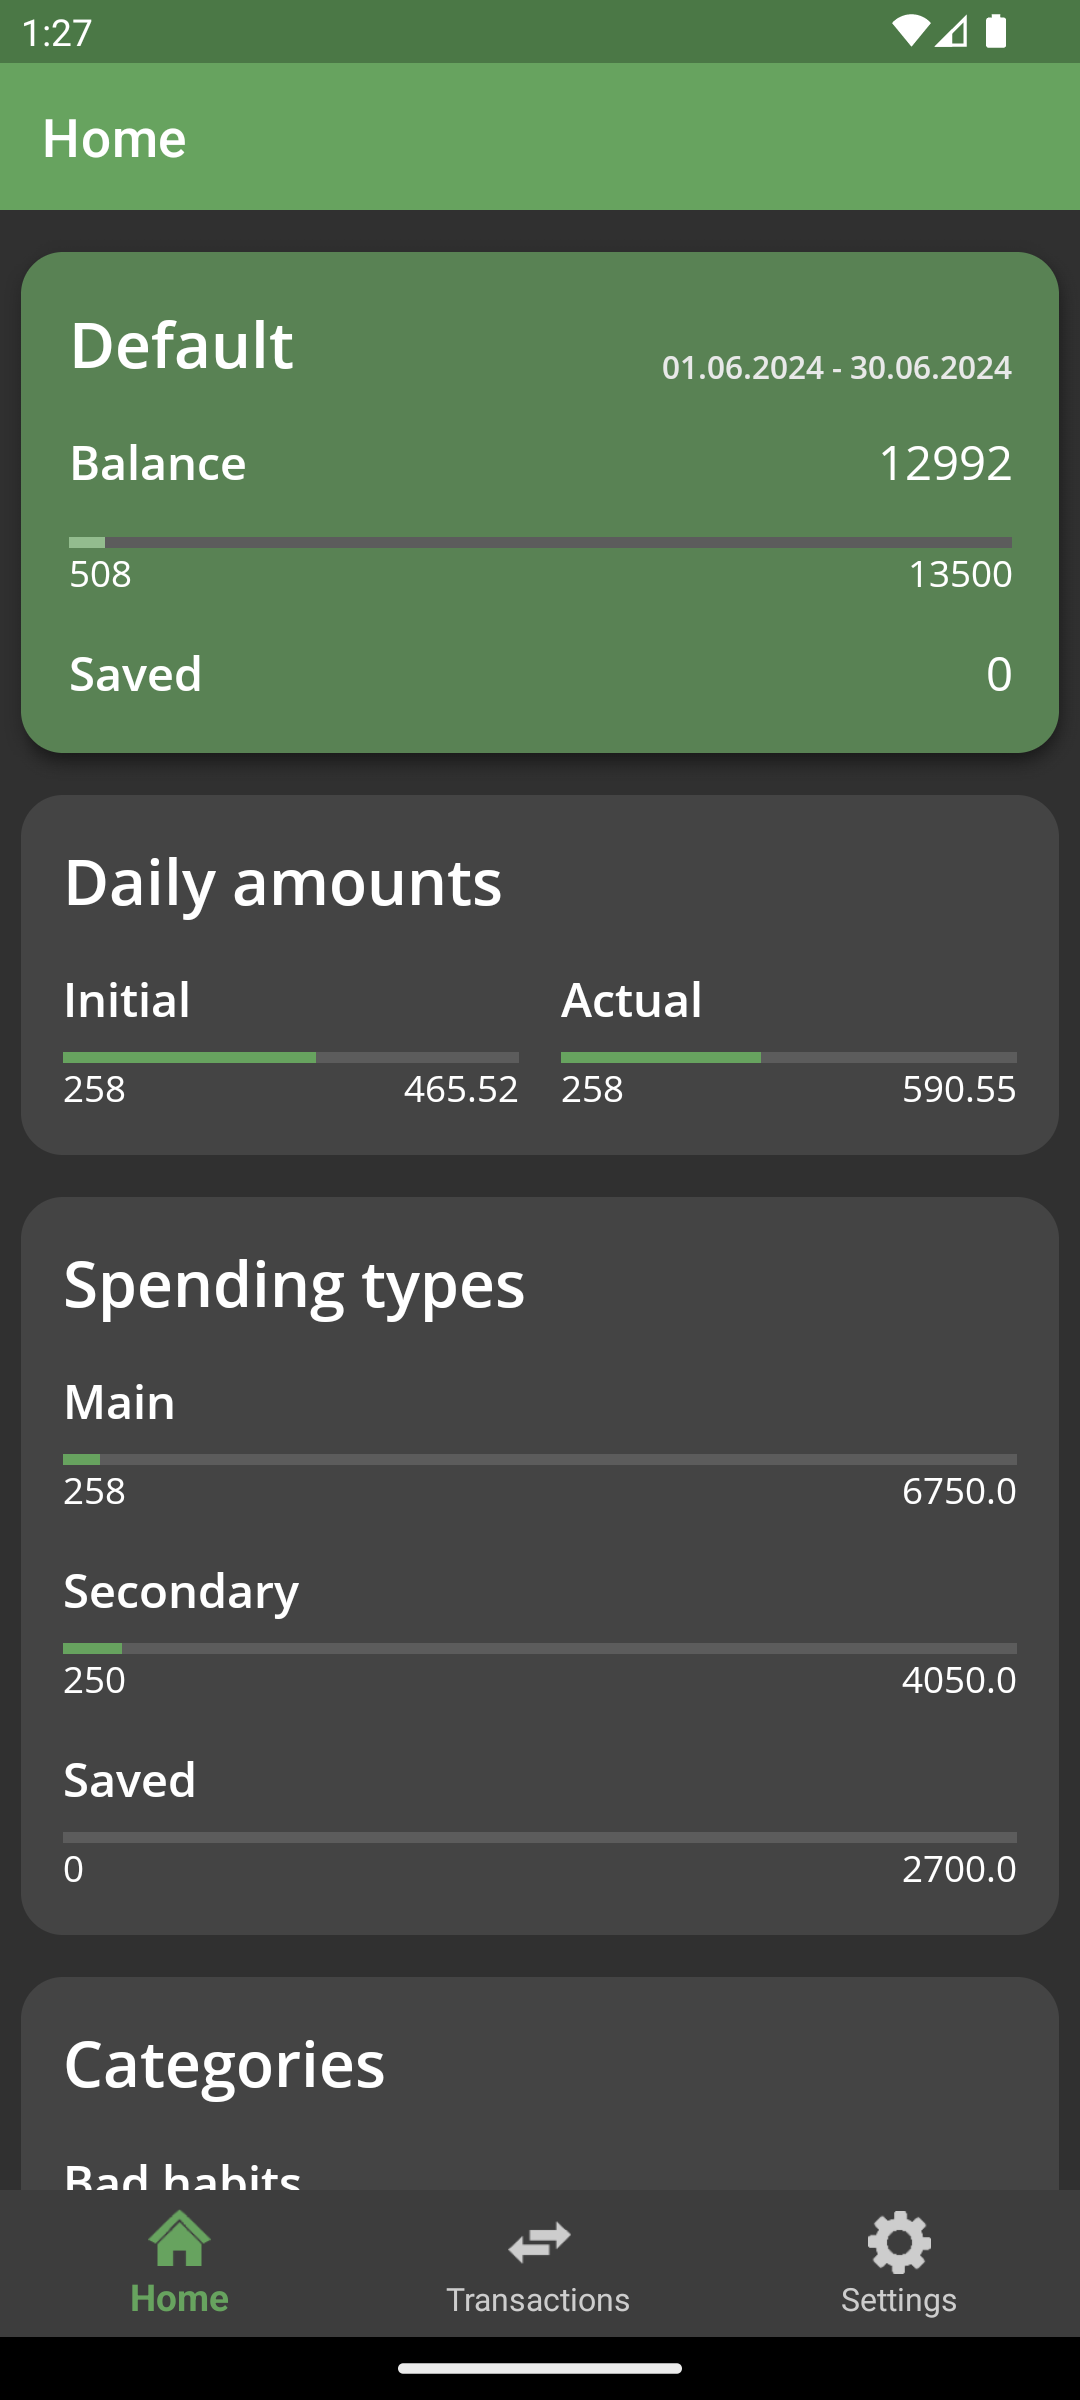 1:27
Home
Default
01.06.2024 - 30.06.2024
Balance 12992
508 13500
Saved 0
Daily amounts
Initial Actual
258 465.52 258 590.55
Spending types
Main
258 6750.0
Secondary
250 4050.0
Saved
0 2700.0
Categories
Bad habits
Home Transactions Settings